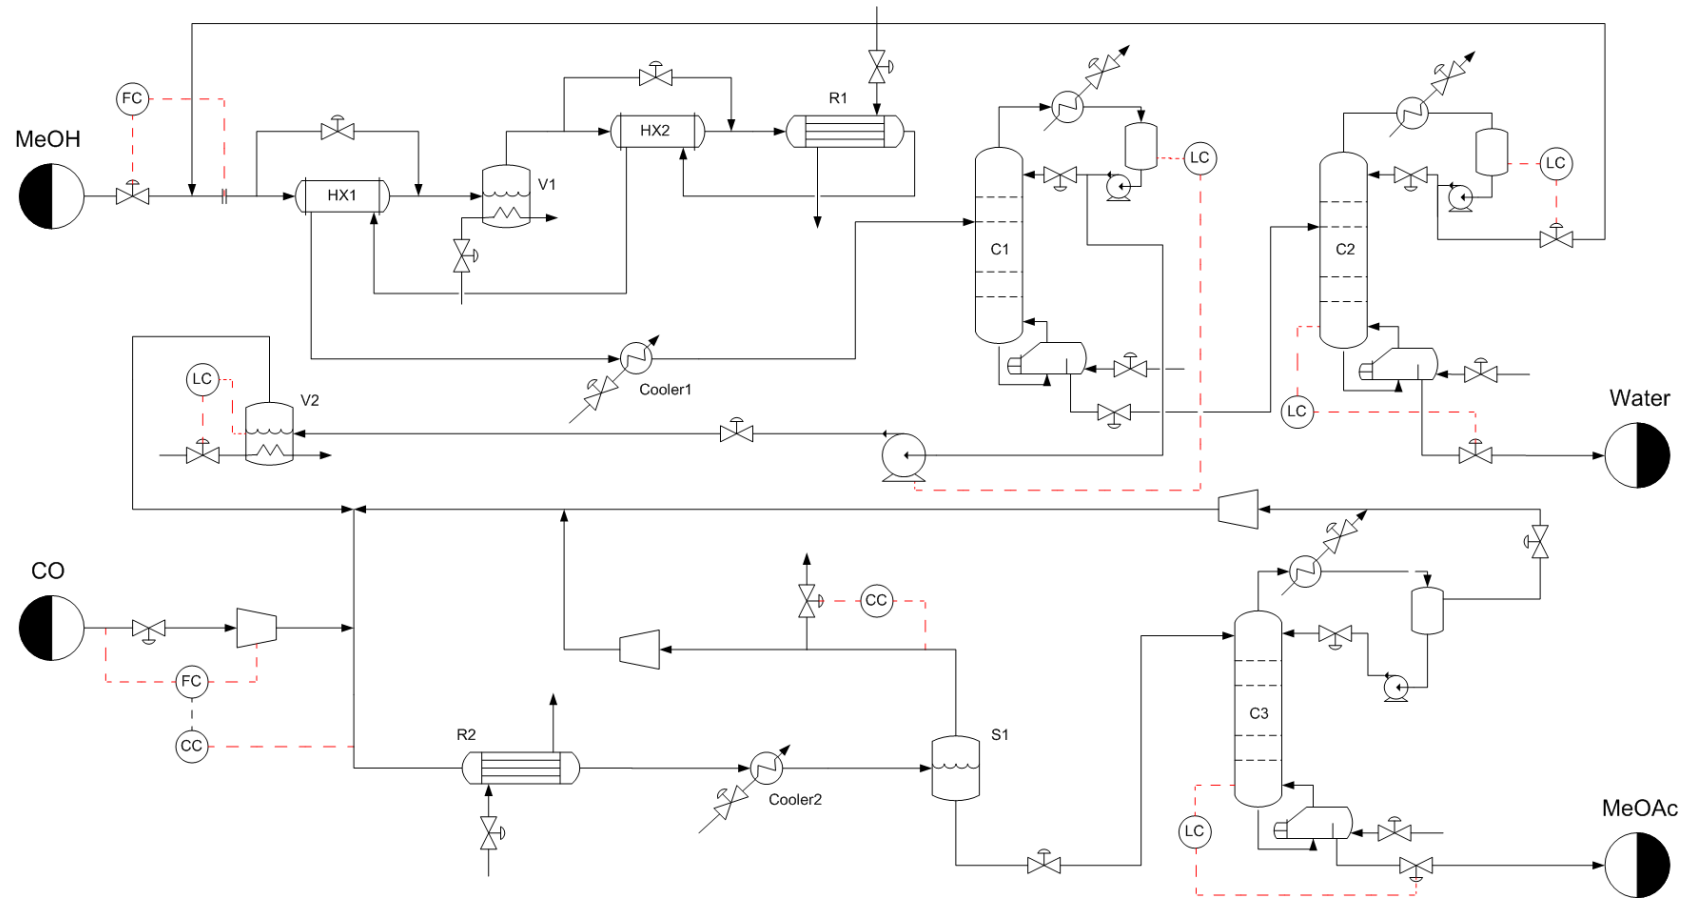 R1
FC
HX2
MeOH
LC
LC
V1
HX1
C1
C2
LC
Cooler1
V2
Water
LC
CO
CC
FC
C3
R2
S1
CC
Cooler2
MeOAc
LC